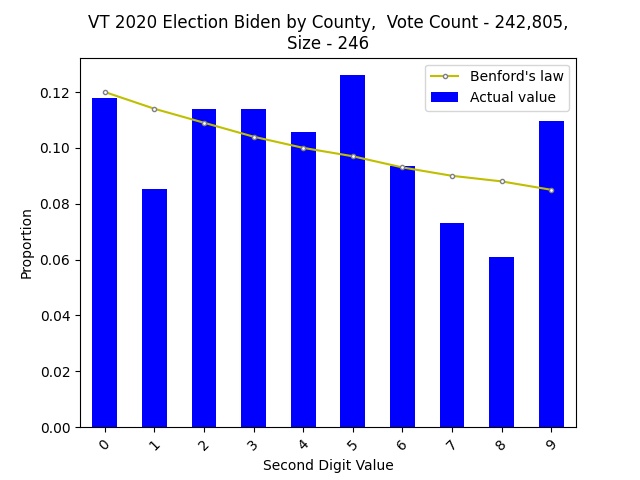 VT 2020 Election Biden by County,  Vote Count - 242,805,
Size - 246
Benford's law
Actual value
Proportion
0.12
0.10
0.08
0.06
0.04
0.02
0.00
0 1 2 3 4 5 6 7 8 9
Second Digit Value